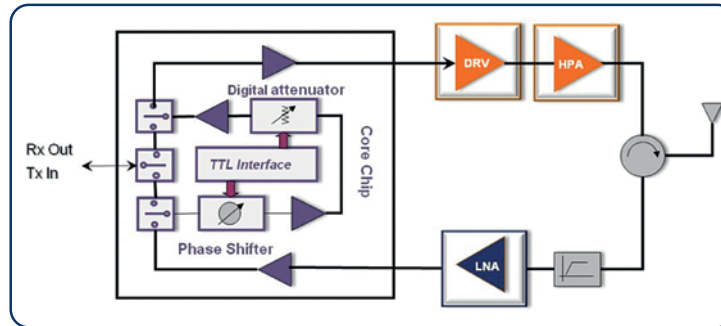 DRV
HPA
Digital attenuator
Rx Out
Tx In
TTL Interface
Core Chip
Phase Shifter
LNA